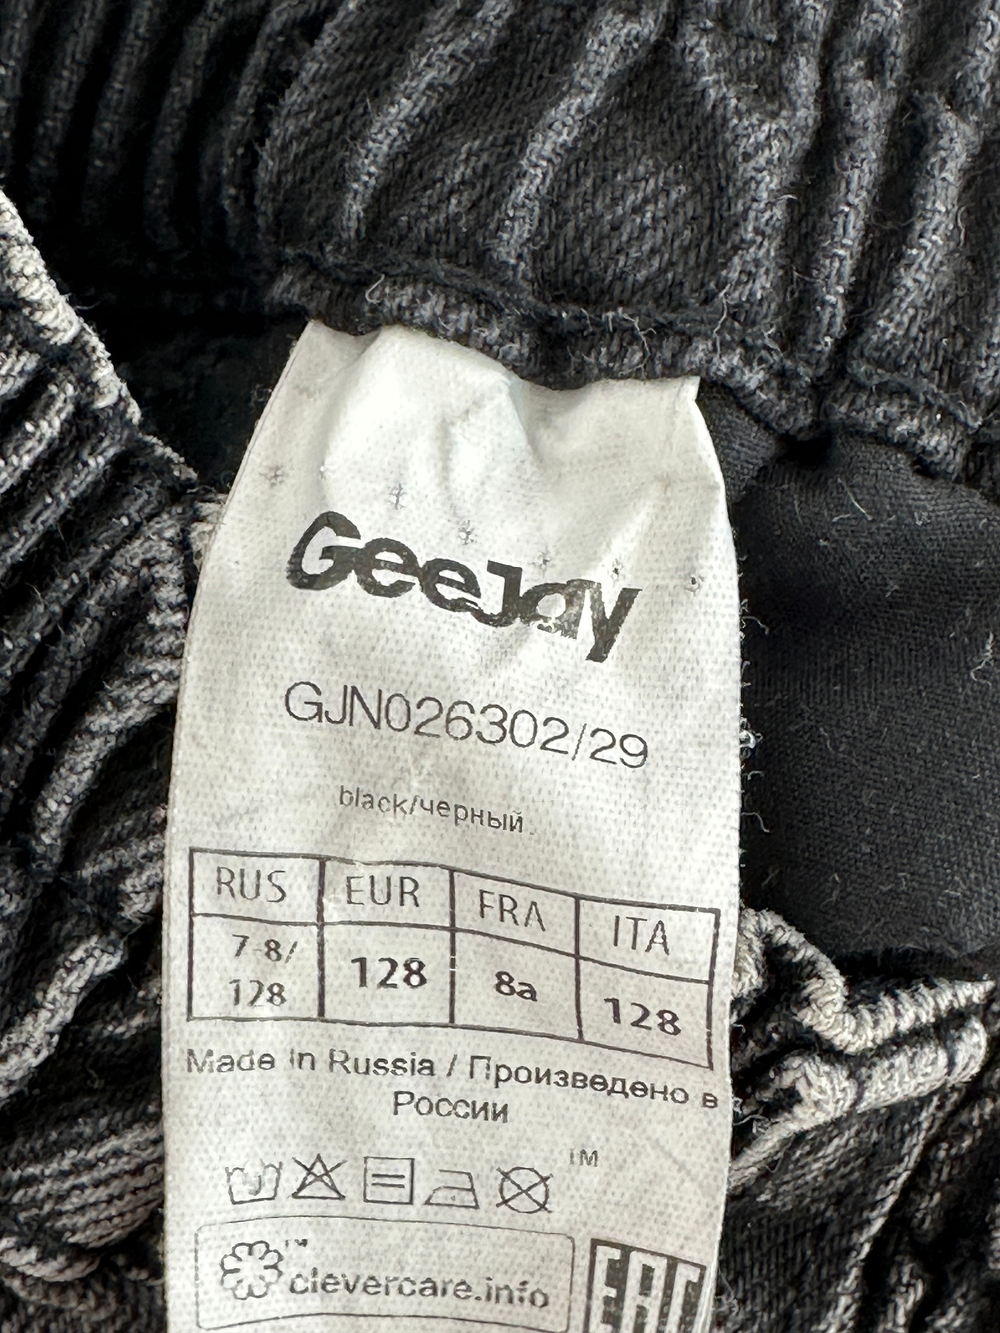 GeeJay
GJN026302/29
black/черный
RUS EUR FRA ITA
7-8/
128 128 8a 128
Made in Russia / Произведено в
России
TM
TM
clevercare.info
EAC